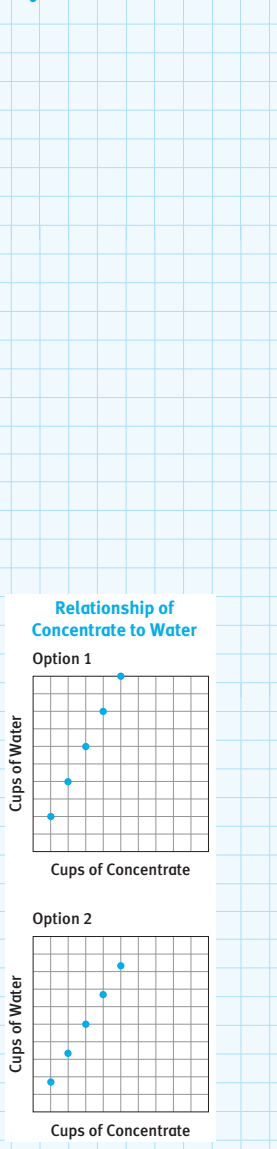 Relationship of
Concentrate to Water
Option 1
Cups of Water
Cups of Concentrate
Option 2
Cups of Water
Cups of Concentrate